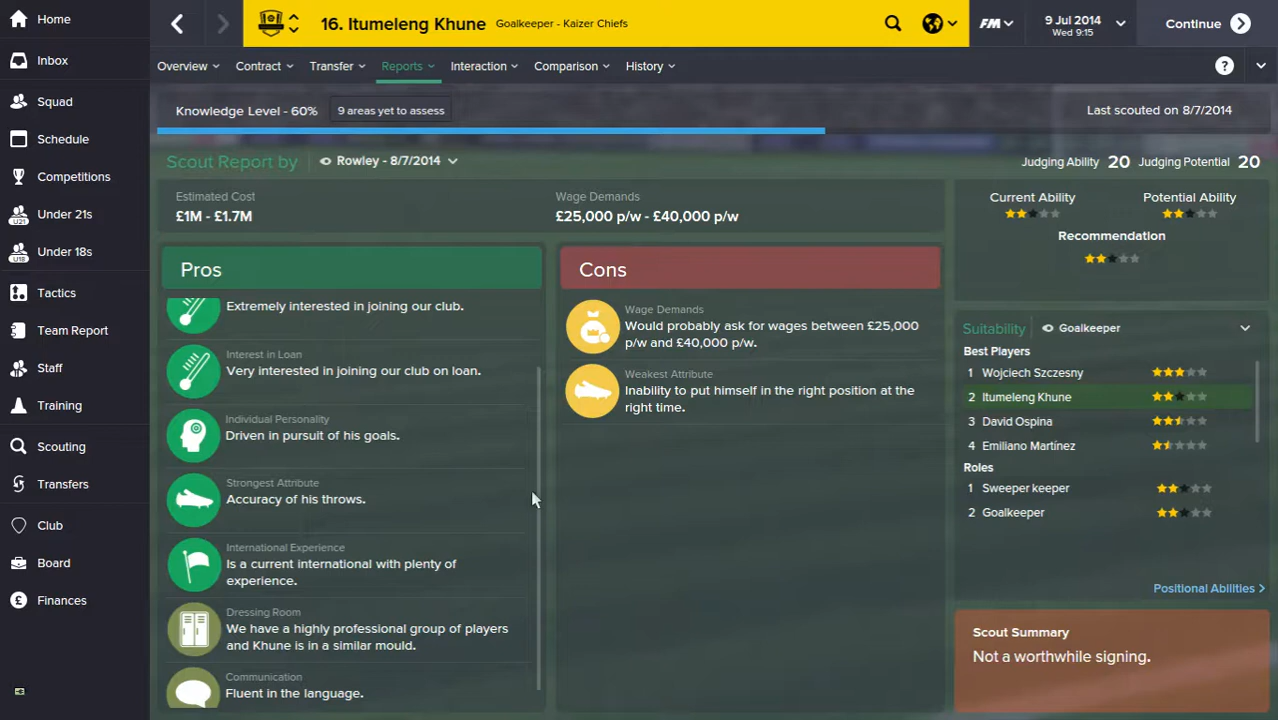 Home
16. Itumeleng Khune
Goalkeeper - Kaizer Chiefs
FM
9 Jul 2014
Wed 9:15
Continue
Inbox
Squad
Schedule
Competitions
U21
Under 21s
U18
Under 18s
Tactics
Team Report
Staff
Training
Scouting
Transfers
Club
Board
Finances
Overview
Contract
Transfer
Reports
Interaction
Comparison
History
?
Knowledge Level - 60%
9 areas yet to assess
Last scouted on 8/7/2014
Scout Report by
Rowley - 8/7/2014
Judging Ability 20
Judging Potential 20
Estimated Cost
£1M - £1.7M
Wage Demands
£25,000 p/w - £40,000 p/w
Current Ability
Potential Ability
Recommendation
Pros
Extremely interested in joining our club.
Interest in Loan
Very interested in joining our club on loan.
Individual Personality
Driven in pursuit of his goals.
Strongest Attribute
Accuracy of his throws.
International Experience
Is a current international with plenty of
experience.
Dressing Room
We have a highly professional group of players
and Khune is in a similar mould.
Communication
Fluent in the language.
Cons
Wage Demands
Would probably ask for wages between £25,000
p/w and £40,000 p/w.
Weakest Attribute
Inability to put himself in the right position at the
right time.
Suitability
Goalkeeper
Best Players
1 Wojciech Szczesny
2 Itumeleng Khune
3 David Ospina
4 Emiliano Martínez
Roles
1 Sweeper keeper
2 Goalkeeper
Positional Abilities >
Scout Summary
Not a worthwhile signing.